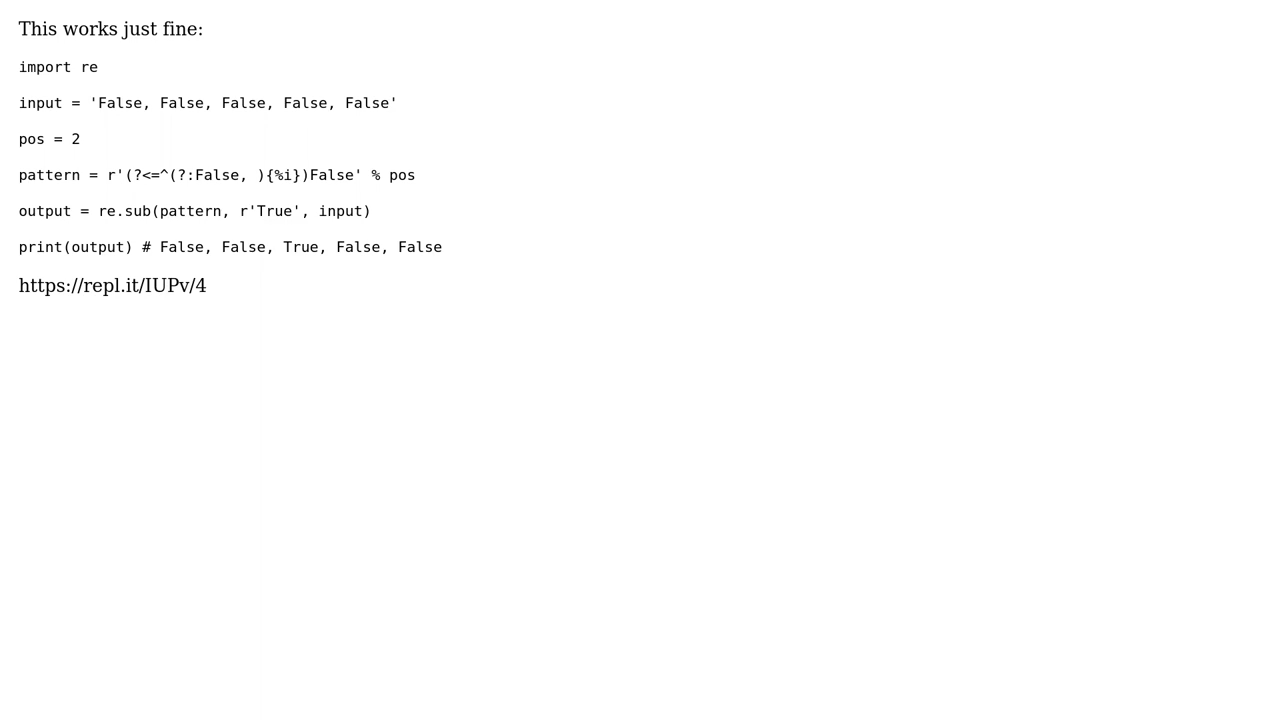 This works just fine:
import re
input = 'False, False, False, False, False'
pos = 2
pattern = r'(?<=^(?:False, ){%i})False' % pos
output = re.sub(pattern, r'True', input)
print(output) # False, False, True, False, False
https://repl.it/IUPv/4